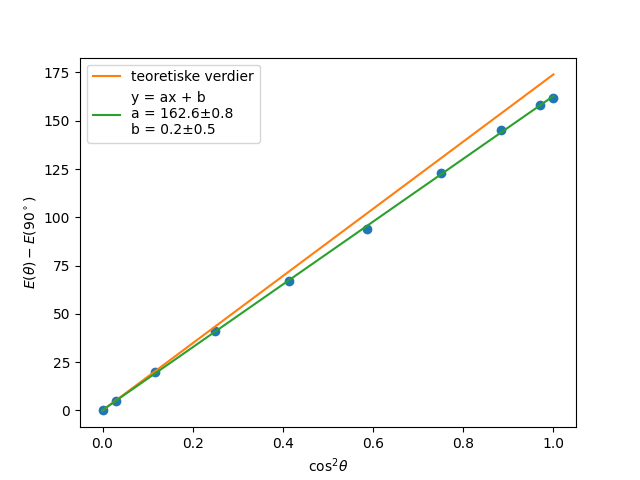 teoretiske verdier
y = ax + b
a = 162.6±0.8
b = 0.2±0.5
175
150
125
100
75
50
25
0
E(θ) − E(90°)
0.0 0.2 0.4 0.6 0.8 1.0
cos²θ